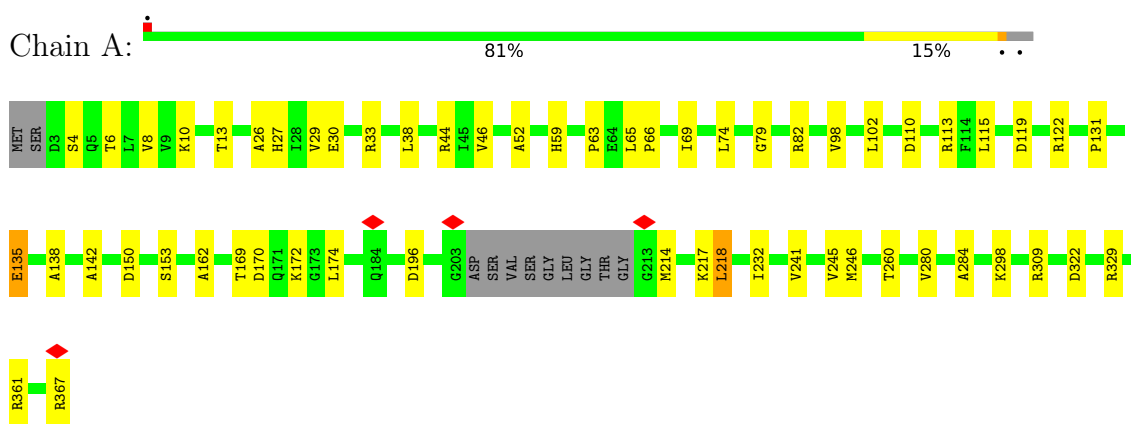 Chain A:
81% 15%
MET SER D3 S4 Q5 T6 L7 V8 V9 K10 T13 A26 H27 I28 V29 E30 R33 L38 R44 I45 V46 A52 H59 P63 E64 L65 P66 I69 L74 G79 R82 V98 L102 D110 R113 F114 L115 D119 R122 P131
E135 A138 A142 D150 S153 A162 T169 D170 Q171 K172 G173 L174 Q184 D196 G203 ASP SER VAL SER GLY LEU GLY THR GLY G213 M214 K217 L218 I232 V241 V245 M246 T260 V280 A284 K298 R309 D322 R329
R361 R367